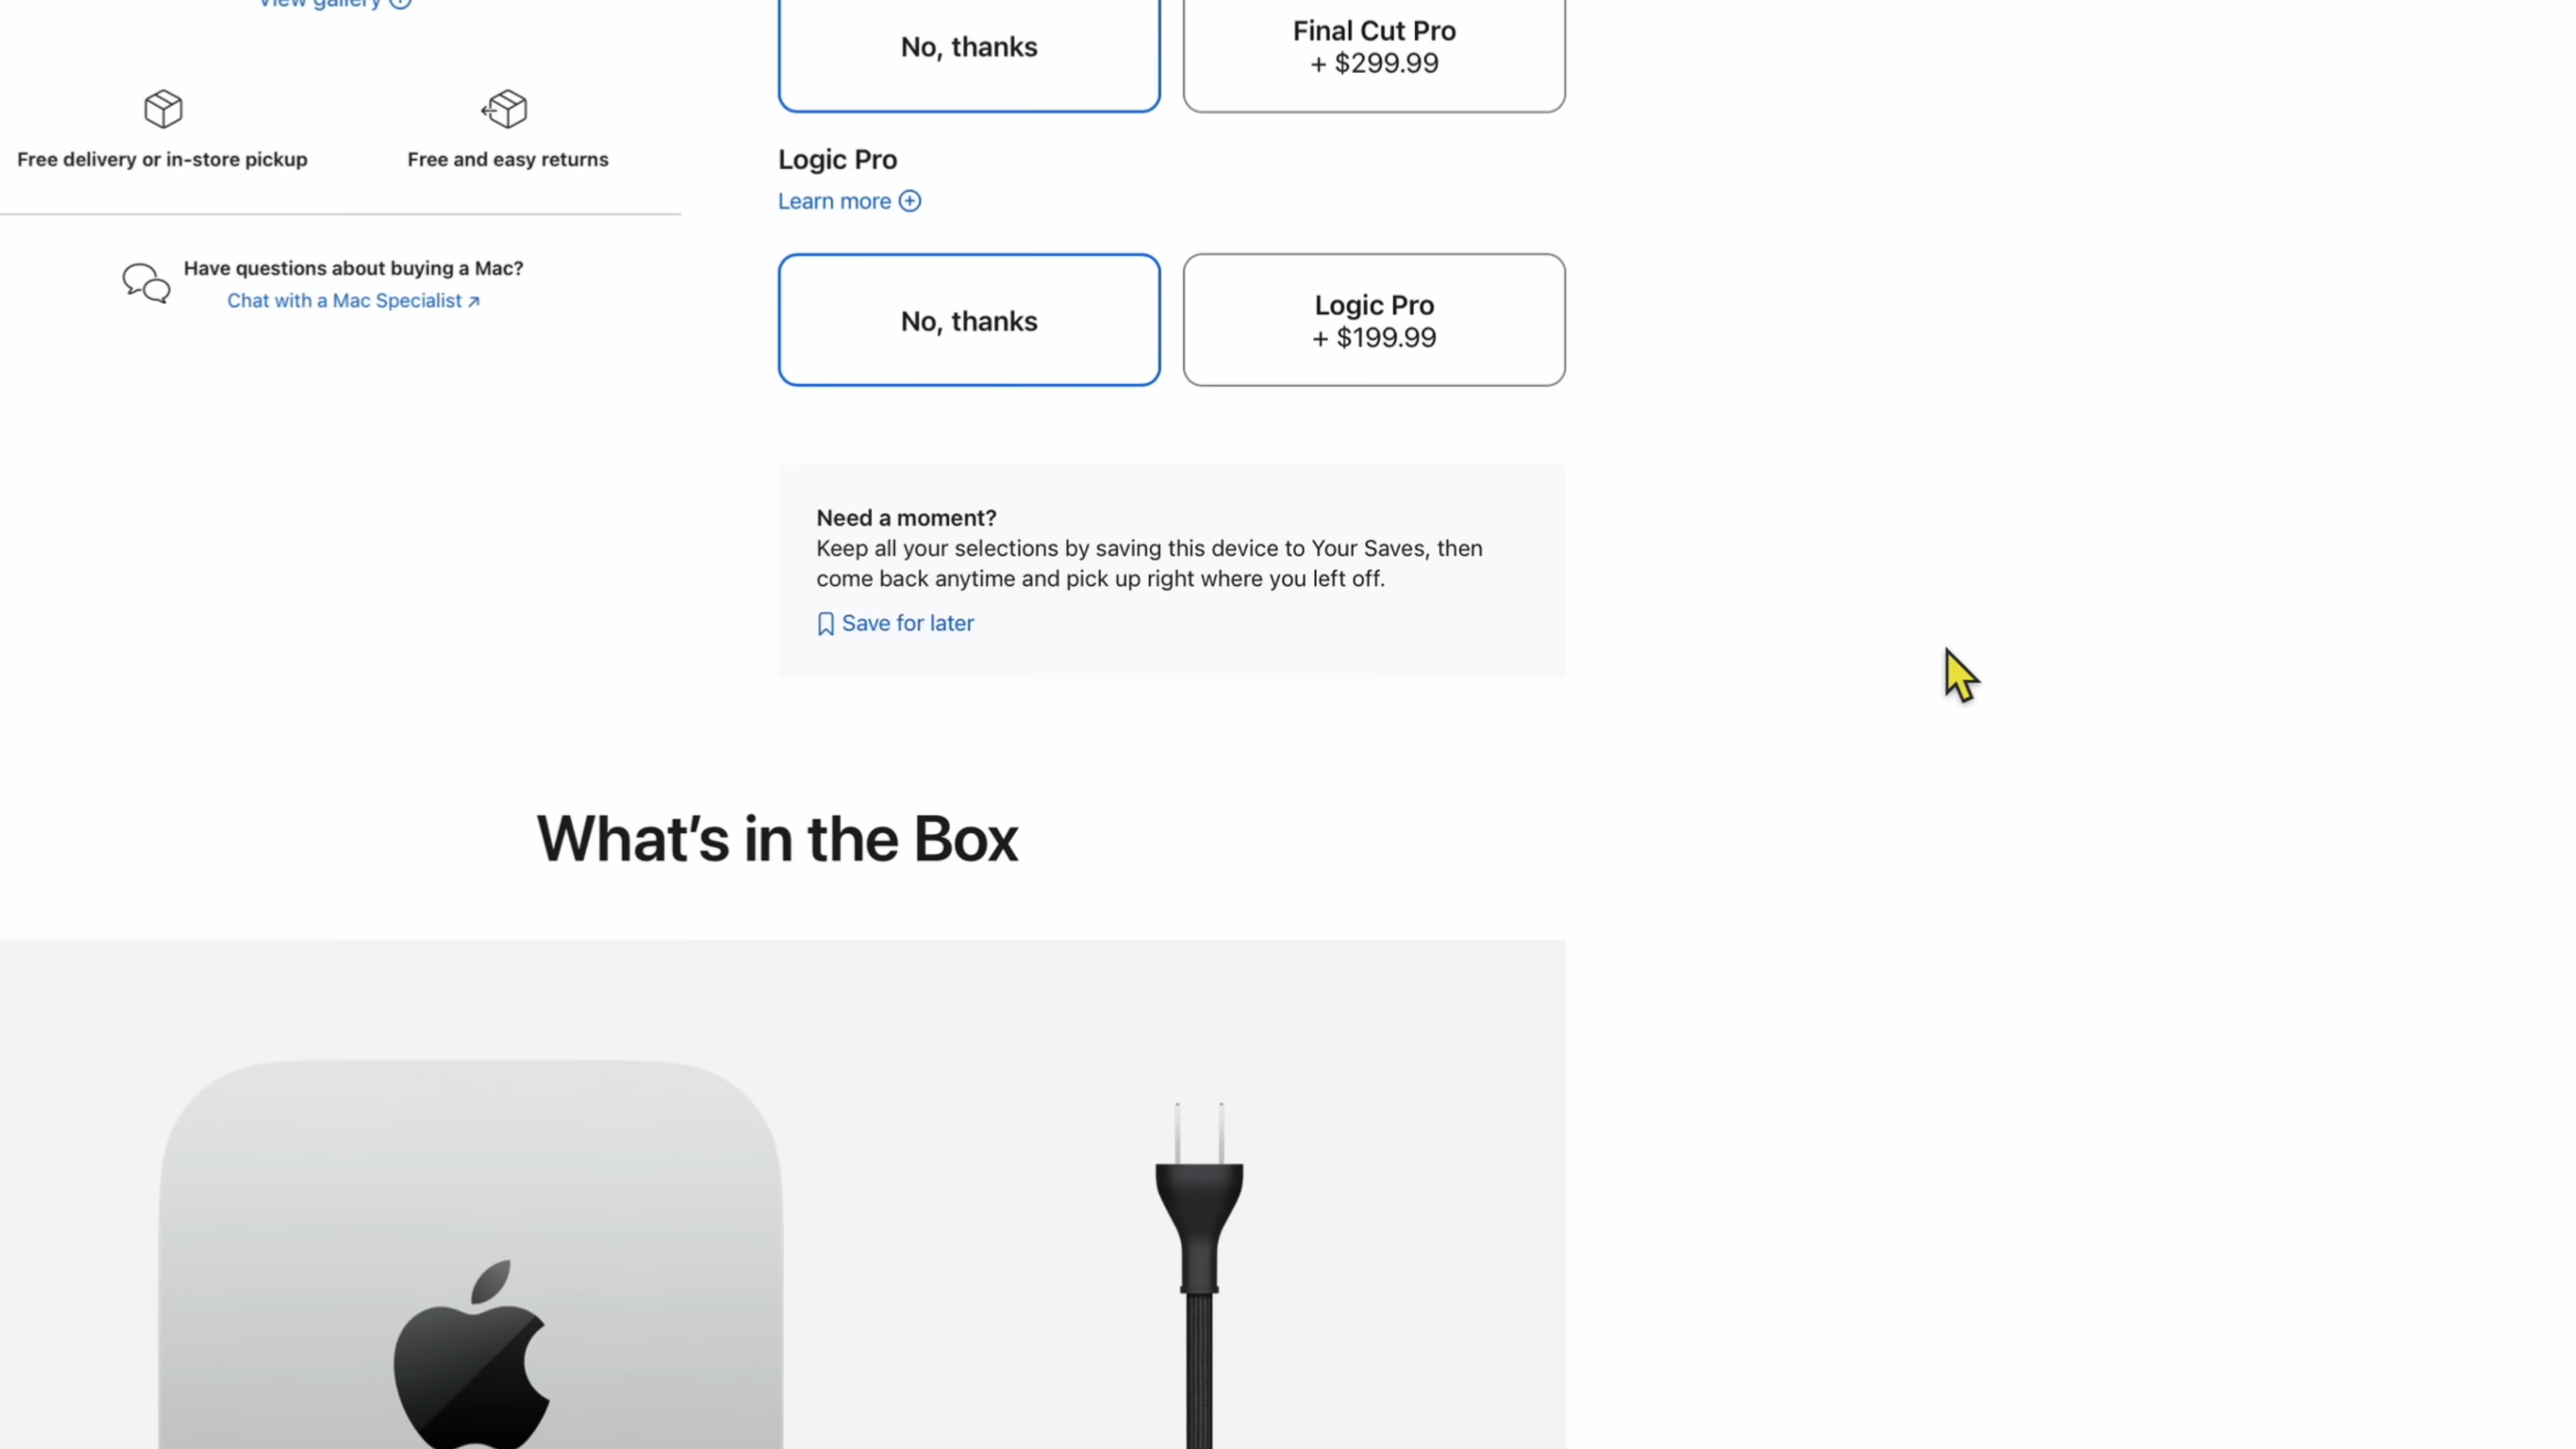 View gallery
Free delivery or in-store pickup
Free and easy returns
Have questions about buying a Mac?
Chat with a Mac Specialist ↗
No, thanks
Final Cut Pro
+ $299.99
Logic Pro
Learn more
No, thanks
Logic Pro
+ $199.99
Need a moment?
Keep all your selections by saving this device to Your Saves, then
come back anytime and pick up right where you left off.
Save for later
What’s in the Box